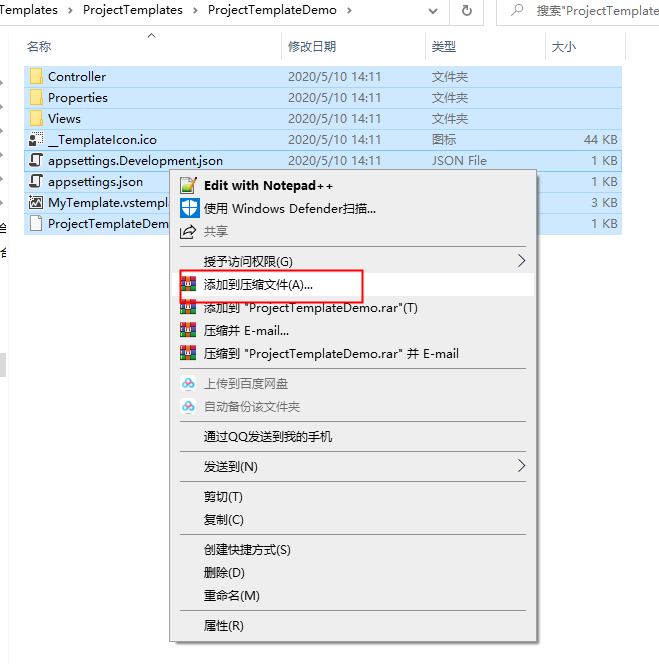 Templates > ProjectTemplates > ProjectTemplateDemo > 搜索"ProjectTemplate
名称 修改日期 类型 大小
Controller 2020/5/10 14:11 文件夹
Properties 2020/5/10 14:11 文件夹
Views 2020/5/10 14:11 文件夹
__TemplateIcon.ico 2020/5/10 14:11 图标 44 KB
appsettings.Development.json 2020/5/10 14:11 JSON File 1 KB
appsettings.json 1 KB
MyTemplate.vstempla 3 KB
ProjectTemplateDem 1 KB
Edit with Notepad++
使用 Windows Defender扫描...
共享
授予访问权限(G)
添加到压缩文件(A)...
添加到 "ProjectTemplateDemo.rar"(T)
压缩并 E-mail...
压缩到 "ProjectTemplateDemo.rar" 并 E-mail
上传到百度网盘
自动备份该文件夹
通过QQ发送到我的手机
发送到(N)
剪切(T)
复制(C)
创建快捷方式(S)
删除(D)
重命名(M)
属性(R)